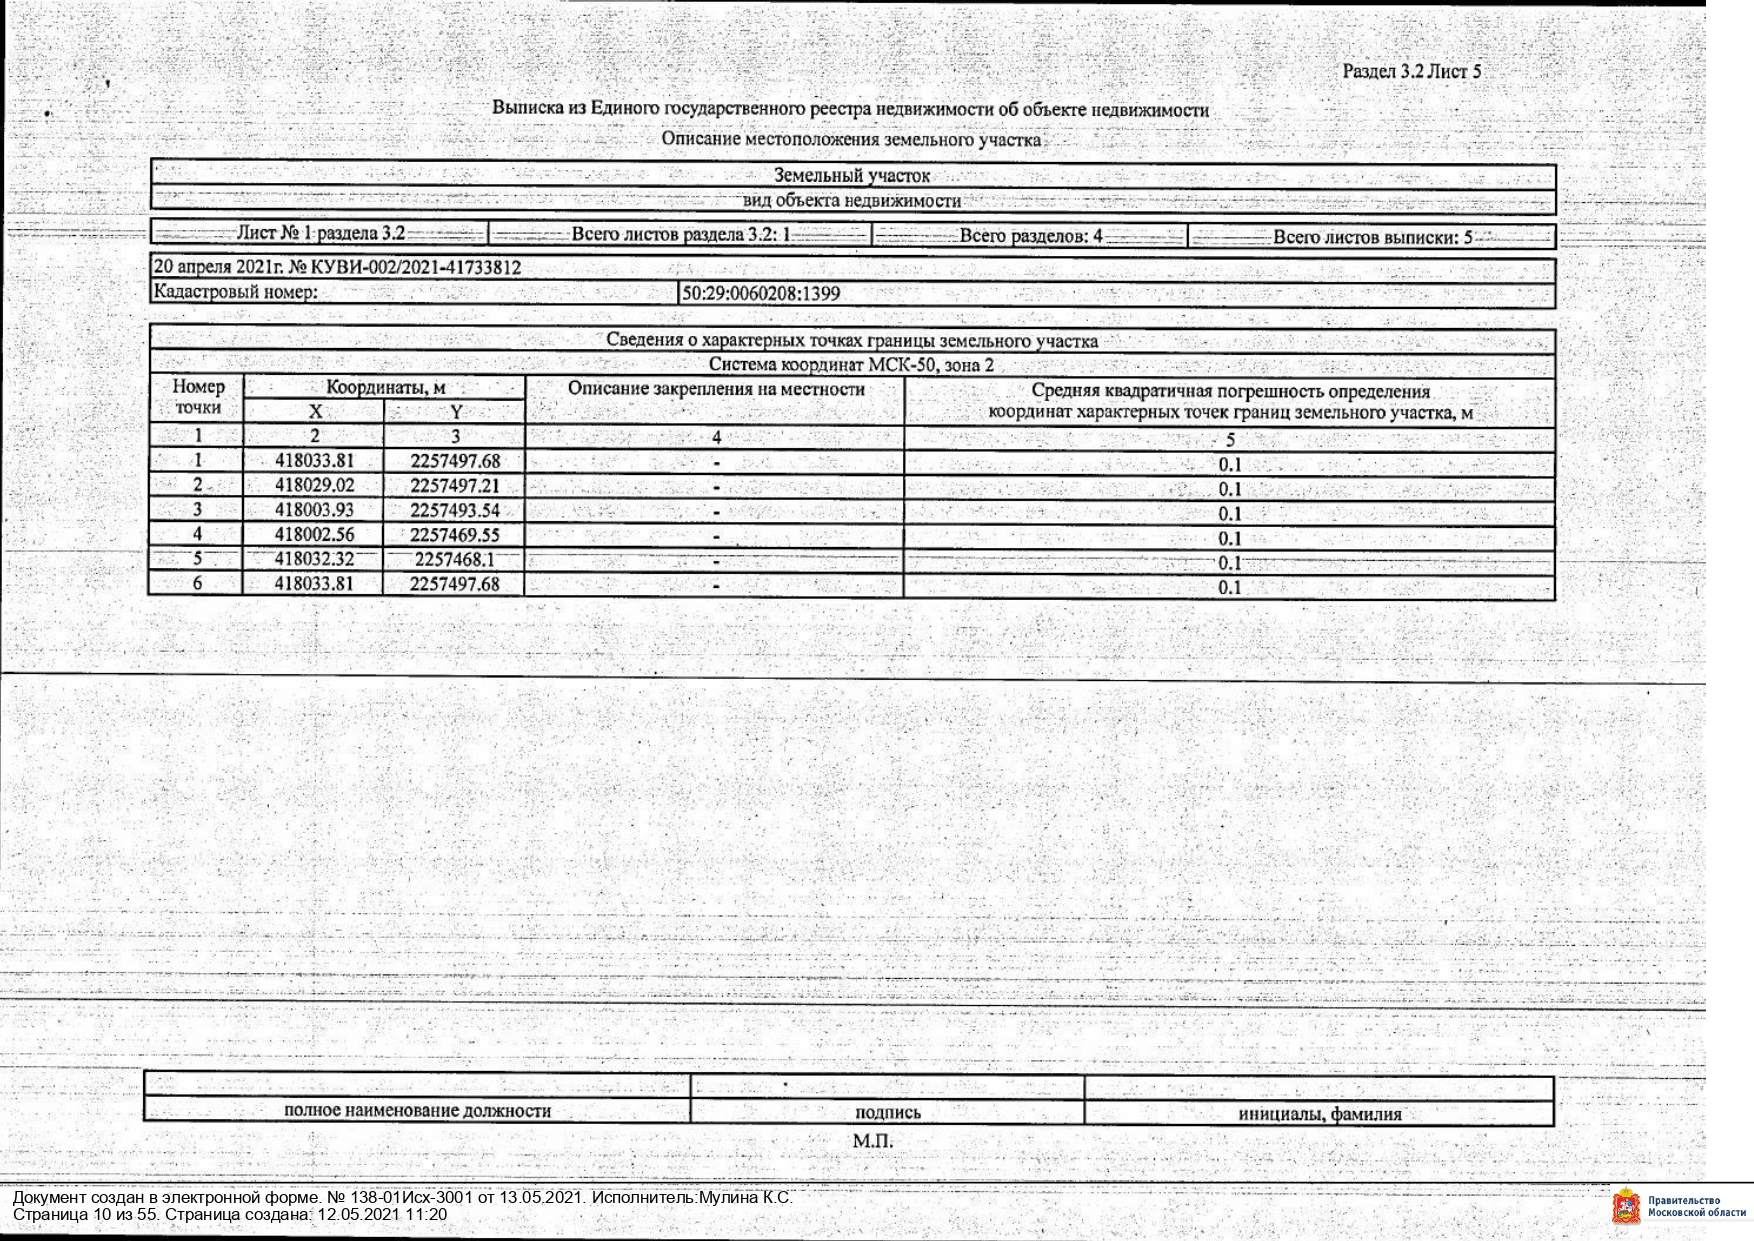 Раздел 3.2 Лист 5
Выписка из Единого государственного реестра недвижимости об объекте недвижимости
Описание местоположения земельного участка
Земельный участок
вид объекта недвижимости
Лист № 1 раздела 3.2 Всего листов раздела 3.2: 1 Всего разделов: 4 Всего листов выписки: 5
20 апреля 2021г. № КУВИ-002/2021-41733812
Кадастровый номер: 50:29:0060208:1399
Сведения о характерных точках границы земельного участка
Система координат МСК-50, зона 2
Номер точки Координаты, м Описание закрепления на местности Средняя квадратичная погрешность определения координат характерных точек границ земельного участка, м
X Y
1 2 3 4 5
1 418033.81 2257497.68 - 0.1
2 418029.02 2257497.21 - 0.1
3 418003.93 2257493.54 - 0.1
4 418002.56 2257469.55 - 0.1
5 418032.32 2257468.1 - 0.1
6 418033.81 2257497.68 - 0.1
полное наименование должности подпись инициалы, фамилия
М.П.
Документ создан в электронной форме. № 138-01Исх-3001 от 13.05.2021. Исполнитель:Мулина К.С.
Страница 10 из 55. Страница создана: 12.05.2021 11:20
Правительство
Московской области